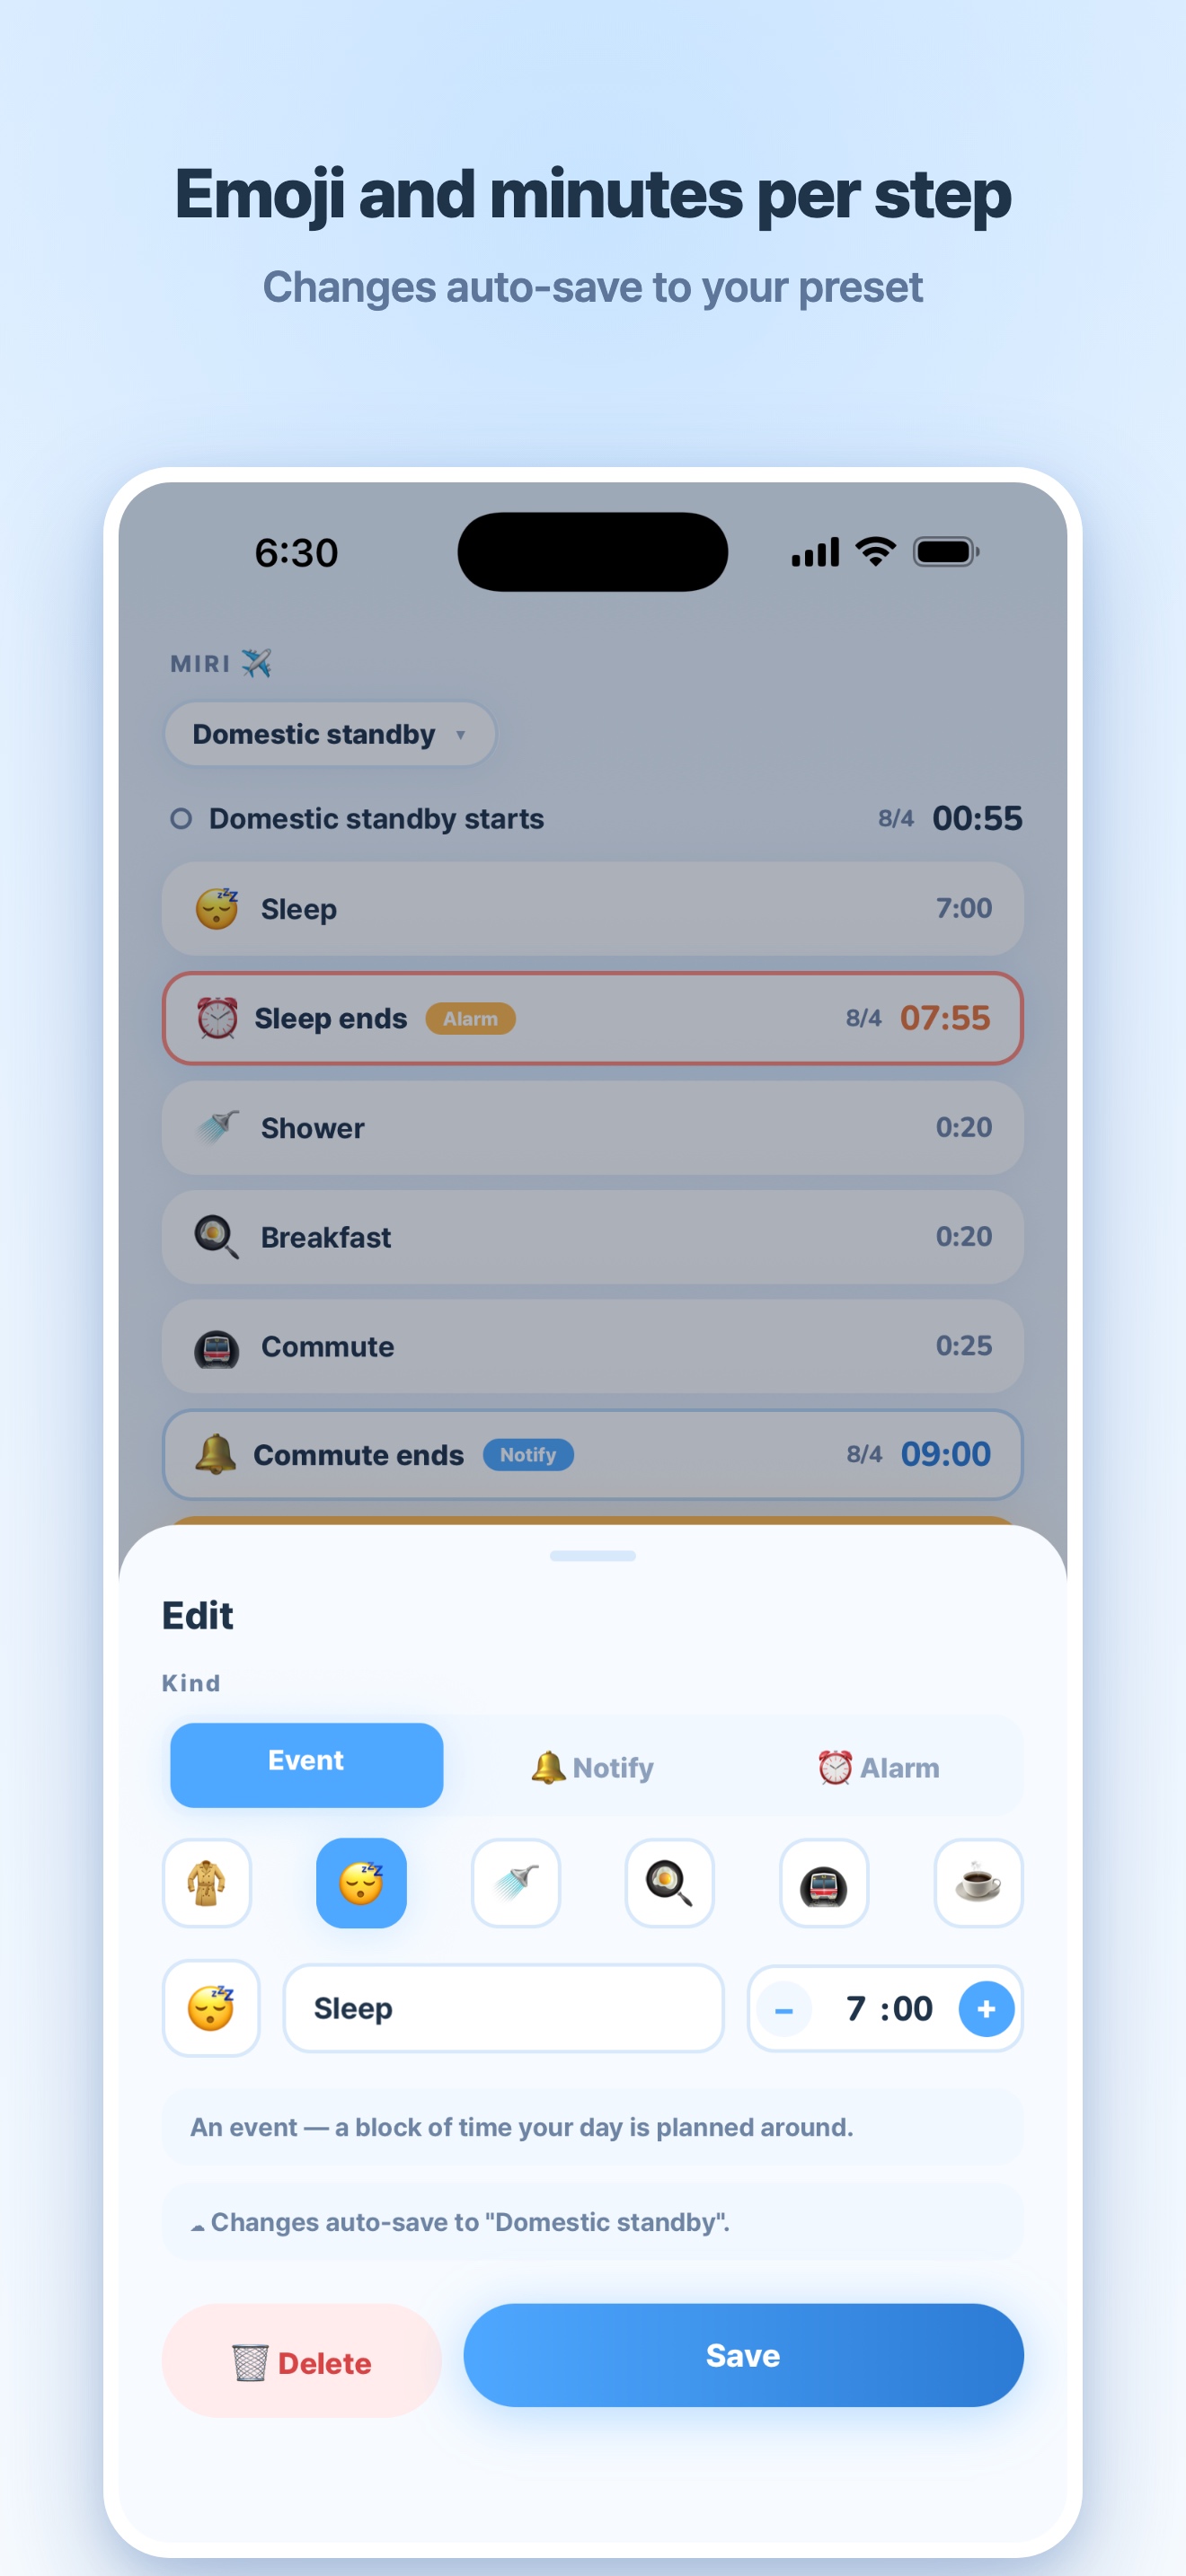 Emoji and minutes per step
Changes auto-save to your preset
6:30
MIRI ✈️
Domestic standby ▼
Domestic standby starts 8/4 00:55
😴 Sleep 7:00
⏰ Sleep ends Alarm 8/4 07:55
🚿 Shower 0:20
🍳 Breakfast 0:20
🚇 Commute 0:25
🔔 Commute ends Notify 8/4 09:00
Edit
Kind
Event 🔔 Notify ⏰ Alarm
🧥 😴 🚿 🍳 🚇 ☕
😴 Sleep − 7 :00 +
An event — a block of time your day is planned around.
☁ Changes auto-save to "Domestic standby".
🗑️ Delete Save